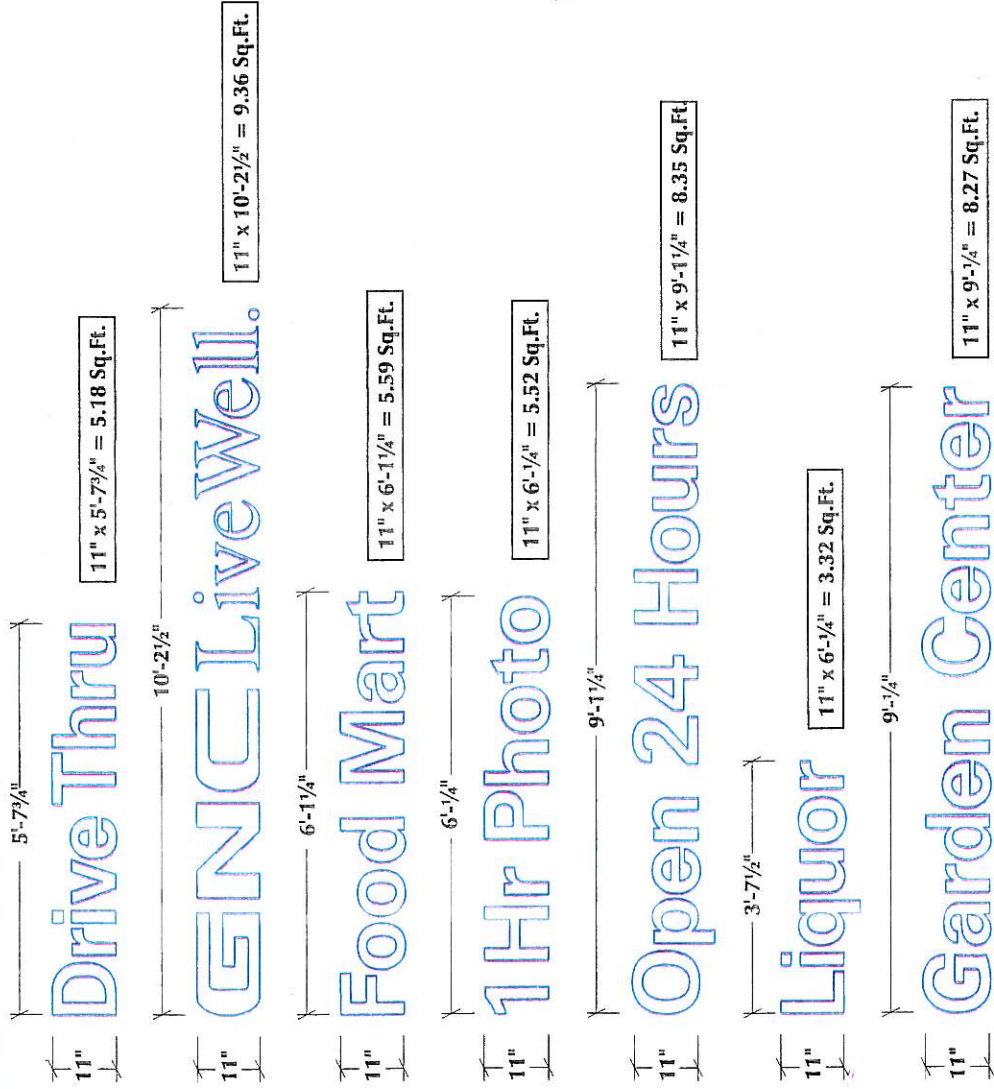 5'-7¾"
11"
Drive Thru
11" x 5'-7¾" = 5.18 Sq.Ft.
10'-2½"
11"
GNC LiveWell.
11" x 10'-2½" = 9.36 Sq.Ft.
6'-1¼"
11"
Food Mart
11" x 6'-1¼" = 5.59 Sq.Ft.
6'-¼"
11"
1 Hr Photo
11" x 6'-¼" = 5.52 Sq.Ft.
9'-1¼"
11"
Open 24 Hours
11" x 9'-1¼" = 8.35 Sq.Ft.
3'-7½"
11"
Liquor
11" x 6'-¼" = 3.32 Sq.Ft.
9'-¼"
11"
Garden Center
11" x 9'-¼" = 8.27 Sq.Ft.